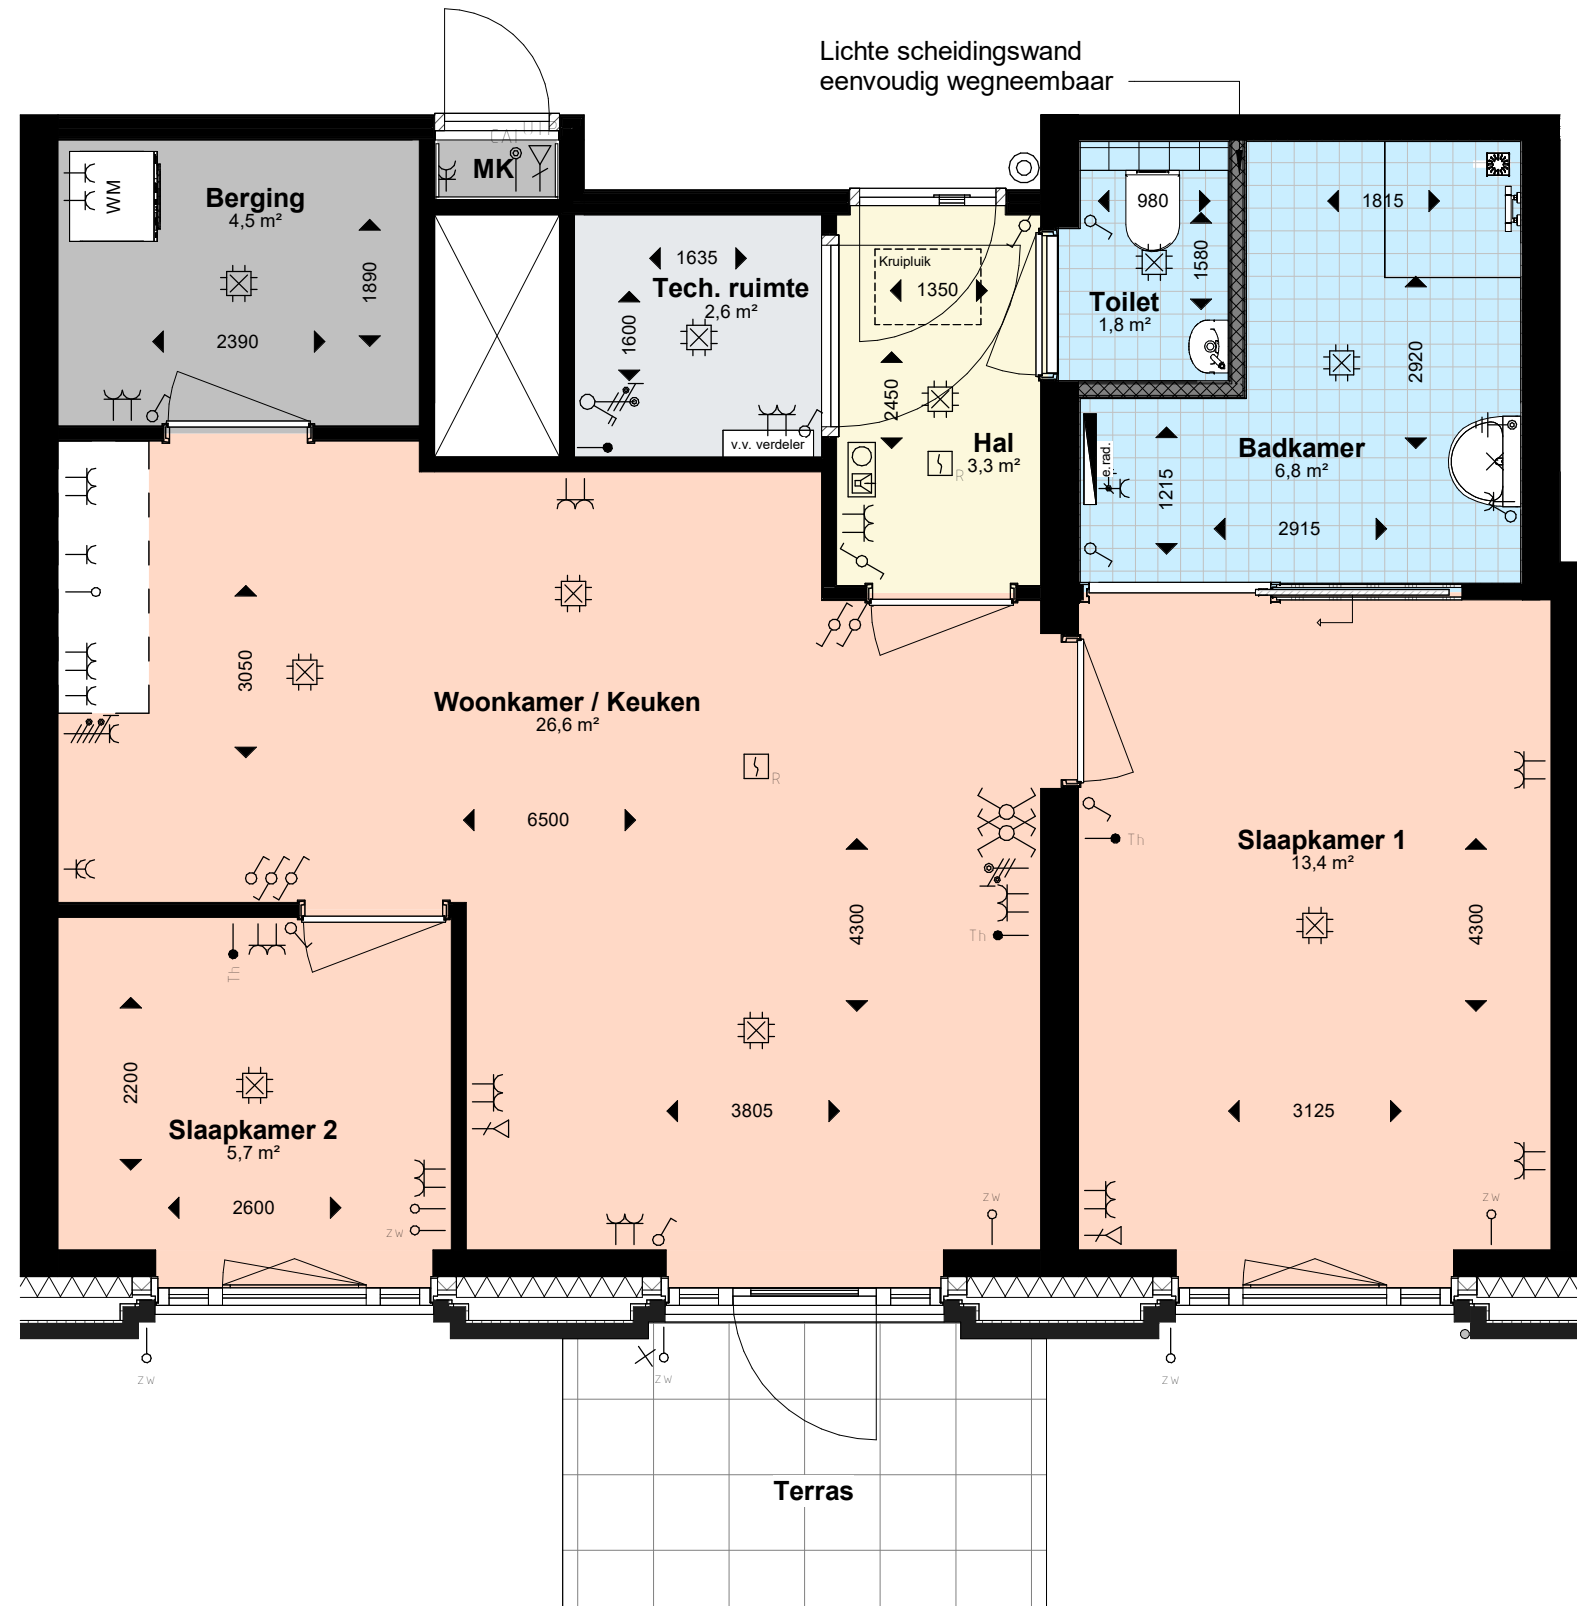 Lichte scheidingswand
eenvoudig wegneembaar
CAI
MK
WM
Berging
4,5 m²
1890
2390
1635
Tech. ruimte
2,6 m²
1600
v.v. verdeler
Kruipluik
1350
2450
Hal
3,3 m²
R
980
1580
Toilet
1,8 m²
1815
2920
Badkamer
6,8 m²
e.rad.
1215
2915
3050
Woonkamer / Keuken
26,6 m²
R
6500
4300
Th
3805
zw
Th
Slaapkamer 1
13,4 m²
4300
3125
zw
Th
2200
Slaapkamer 2
5,7 m²
2600
zw
zw
zw
zw
Terras